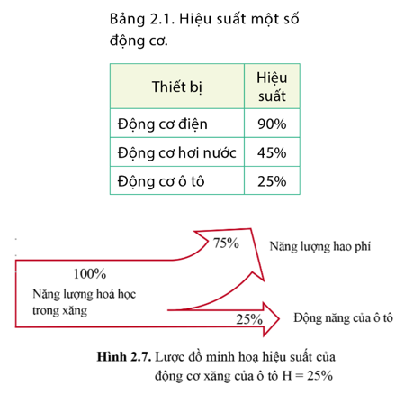 Bảng 2.1. Hiệu suất một số
động cơ.
Thiết bị
Hiệu
suất
Động cơ điện
90%
Động cơ hơi nước
45%
Động cơ ô tô
25%
75%
Năng lượng hao phí
100%
Năng lượng hoá học
trong xăng
25%
Động năng của ô tô
Hình 2.7. Lược đồ minh hoạ hiệu suất của
động cơ xăng của ô tô H = 25%